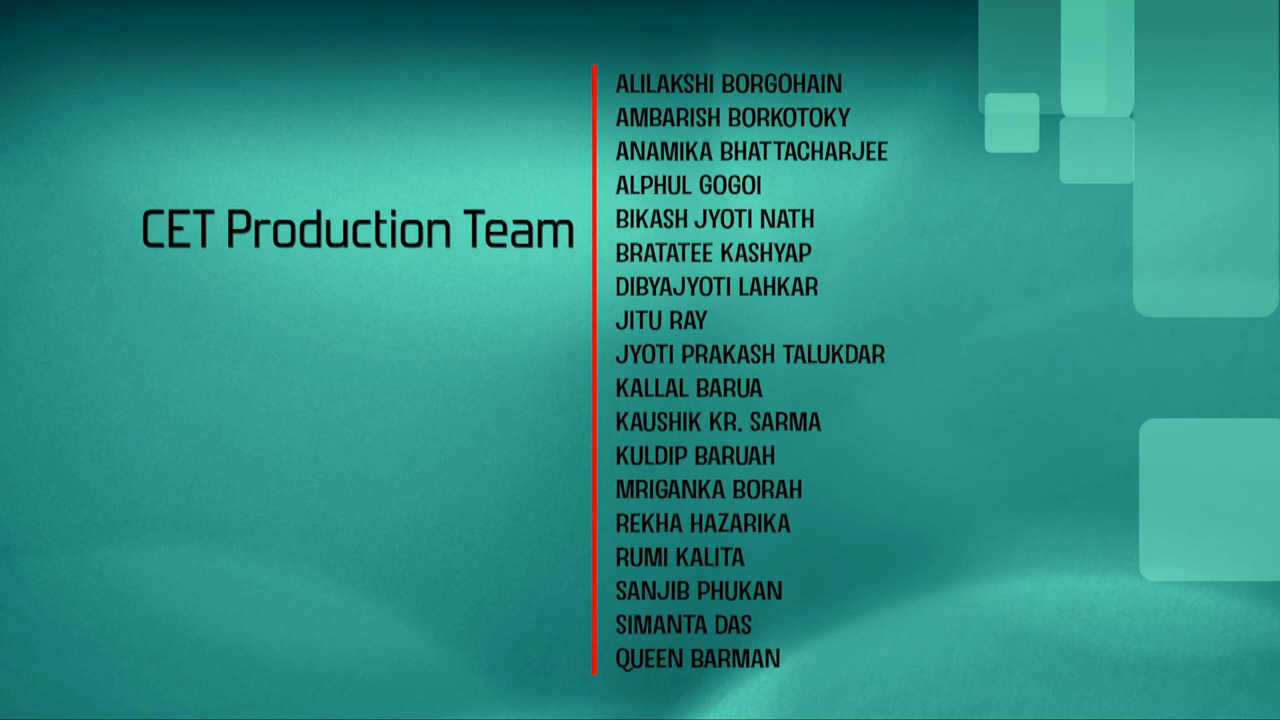 CET Production Team
ALILAKSHI BORGOHAIN
AMBARISH BORKOTOKY
ANAMIKA BHATTACHARJEE
ALPHUL GOGOI
BIKASH JYOTI NATH
BRATATEE KASHYAP
DIBYAJYOTI LAHKAR
JITU RAY
JYOTI PRAKASH TALUKDAR
KALLAL BARUA
KAUSHIK KR. SARMA
KULDIP BARUAH
MRIGANKA BORAH
REKHA HAZARIKA
RUMI KALITA
SANJIB PHUKAN
SIMANTA DAS
QUEEN BARMAN